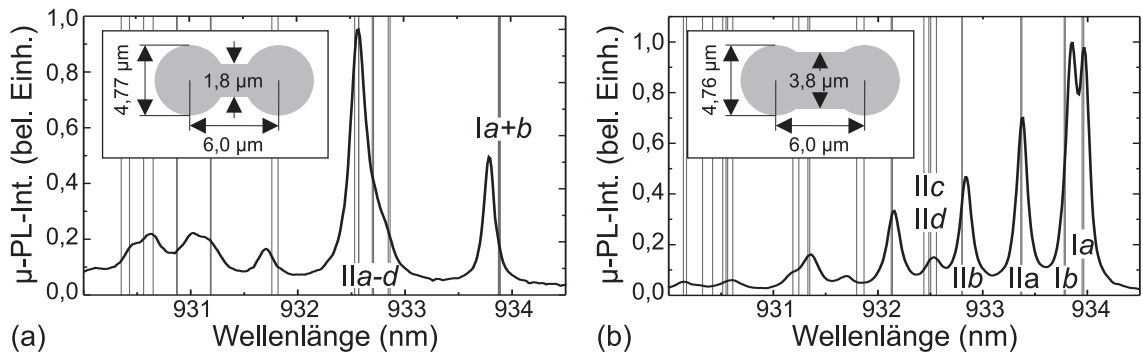 μ-PL-Int. (bel. Einh.)
1,0
0,8
0,6
0,4
0,2
0,0
4,77 μm
1,8 μm
6,0 μm
Ia+b
IIa-d
931
932
933
934
(a)
Wellenlänge (nm)
μ-PL-Int. (bel. Einh.)
1,0
0,8
0,6
0,4
0,2
0,0
4,76 μm
3,8 μm
6,0 μm
IIc
IId
IIb
IIa
Ib
Ia
931
932
933
934
(b)
Wellenlänge (nm)